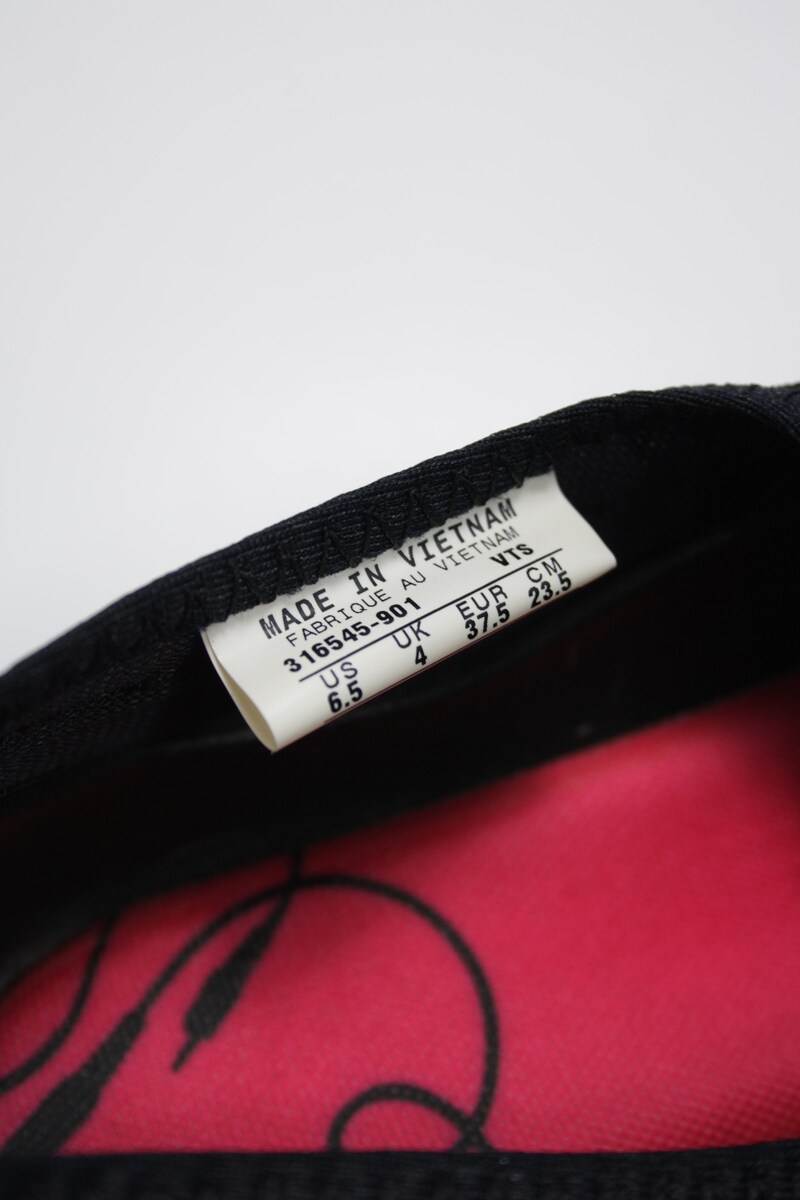 MADE IN VIETNAM
FABRIQUE AU VIETNAM
316545-901 VTS
US UK EUR CM
6.5 4 37.5 23.5